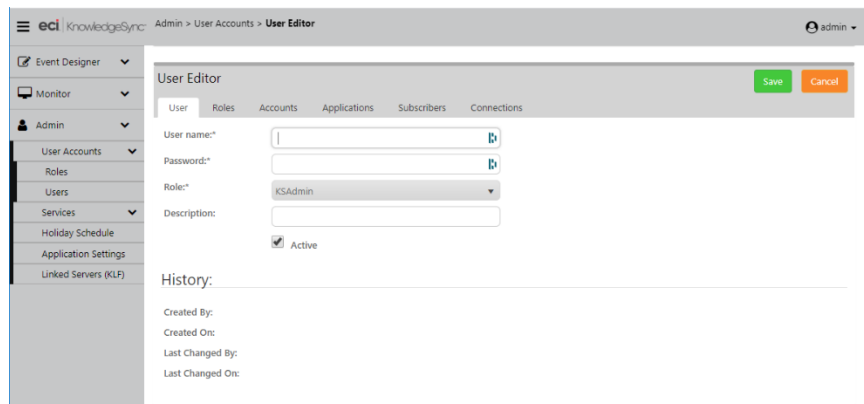 eci KnowledgeSync Admin > User Accounts > User Editor admin
Event Designer
Monitor
Admin
User Accounts
Roles
Users
Services
Holiday Schedule
Application Settings
Linked Servers (KLF)
User Editor Save Cancel
User Roles Accounts Applications Subscribers Connections
User name:*
Password:*
Role:* KSAdmin
Description:
Active
History:
Created By:
Created On:
Last Changed By:
Last Changed On: